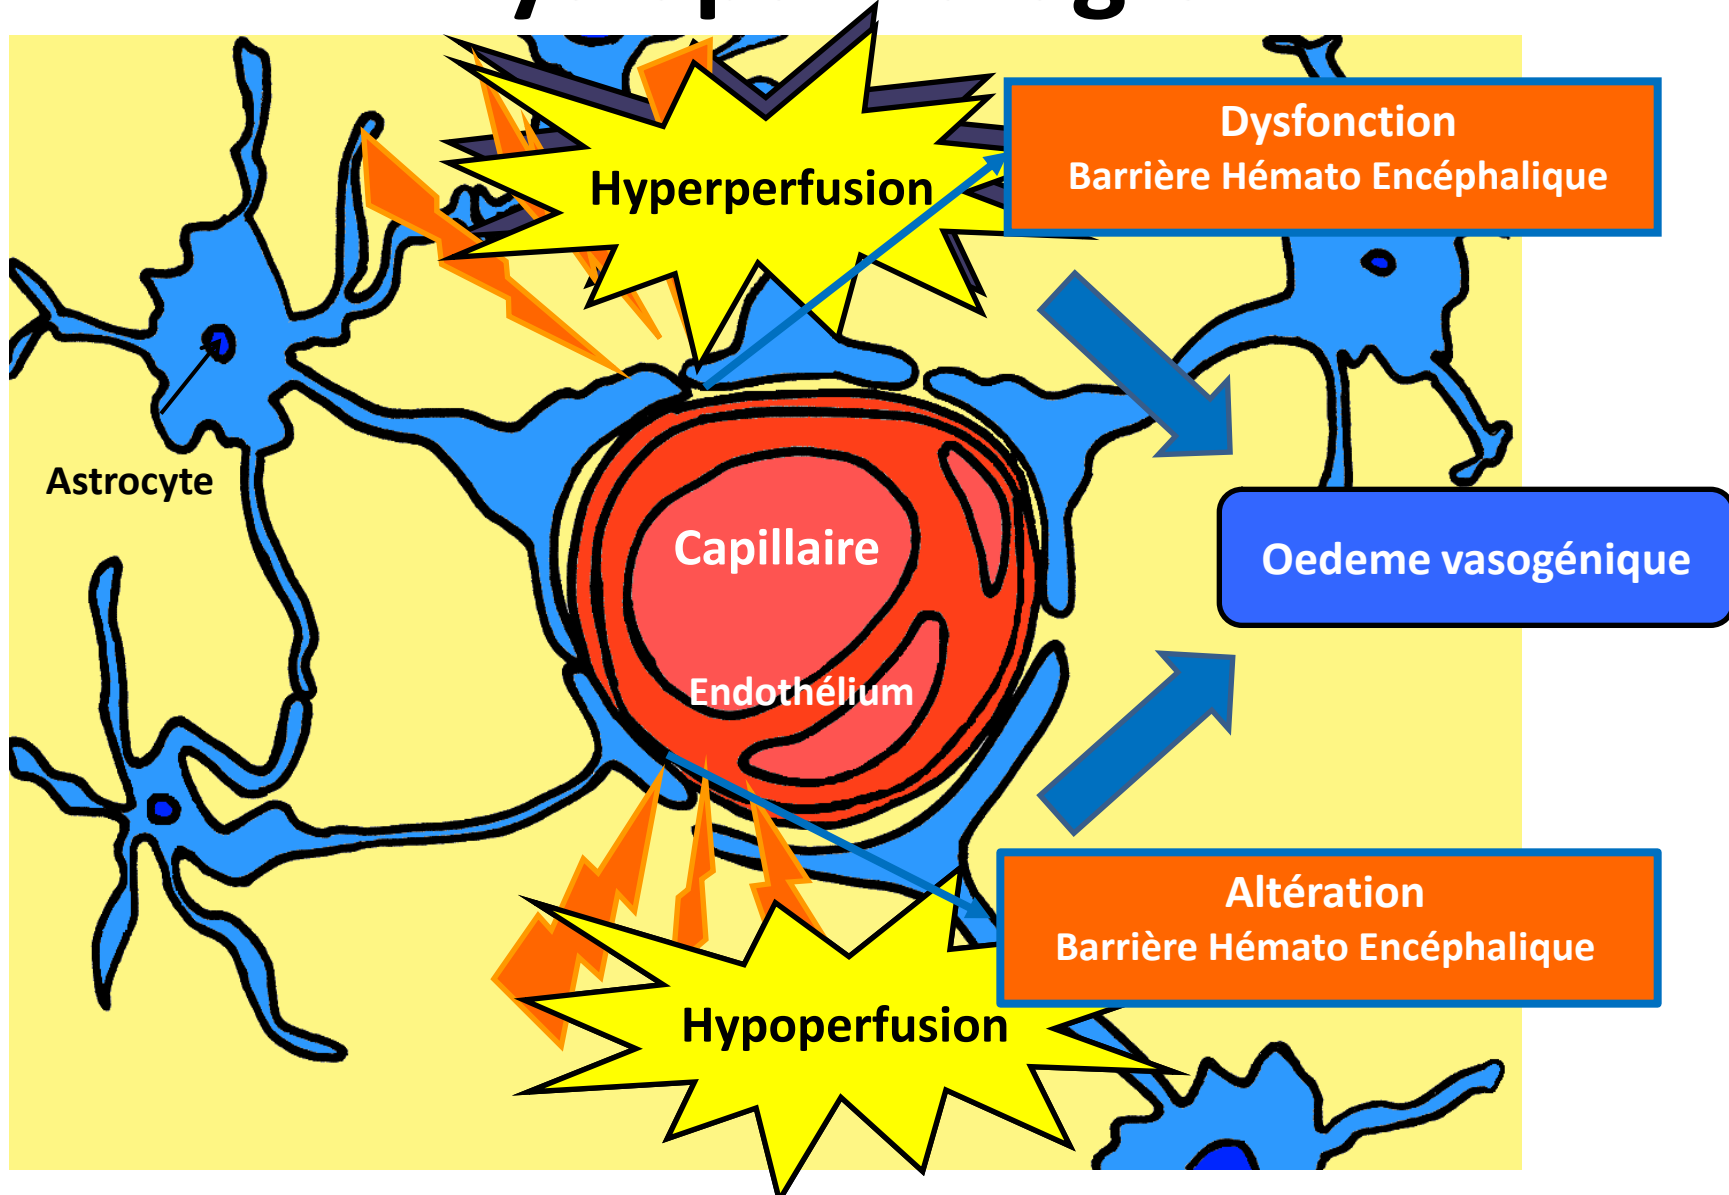 Dysfonction
Barrière Hémato Encéphalique
Hyperperfusion
Astrocyte
Capillaire
Oedeme vasogénique
Endothélium
Altération
Barrière Hémato Encéphalique
Hypoperfusion